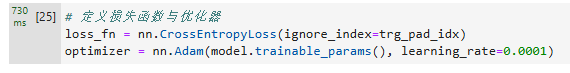 730
ms
[25]
# 定义损失函数与优化器
loss_fn = nn.CrossEntropyLoss(ignore_index=trg_pad_idx)
optimizer = nn.Adam(model.trainable_params(), learning_rate=0.0001)